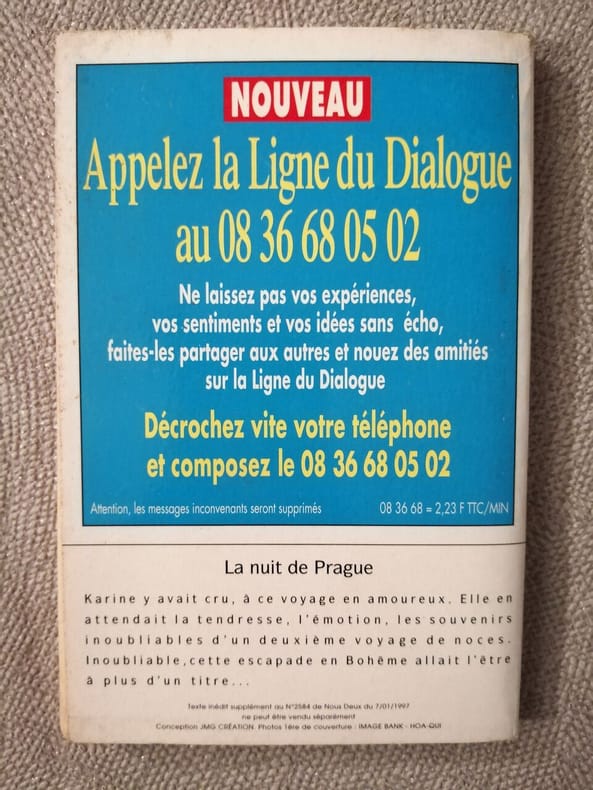 NOUVEAU
Appelez la Ligne du Dialogue
au 08 36 68 05 02
Ne laissez pas vos expériences,
vos sentiments et vos idées sans écho,
faites-les partager aux autres et nouez des amitiés
sur la Ligne du Dialogue
Décrochez vite votre téléphone
et composez le 08 36 68 05 02
Attention, les messages inconvenants seront supprimés 08 36 68 = 2,23 F TTC/MIN
La nuit de Prague
Karine y avait cru, à ce voyage en amoureux. Elle en
attendait la tendresse, l'émotion, les souvenirs
inoubliables d'un deuxième voyage de noces.
Inoubliable,cette escapade en Bohême allait l'être
à plus d'un titre...
Texte inédit supplément au N°2584 de Nous Deux du 7/01/1997
ne peut être vendu séparément
Conception JMG CRÉATION. Photos 1ère de couverture : IMAGE BANK - HOA-QUI